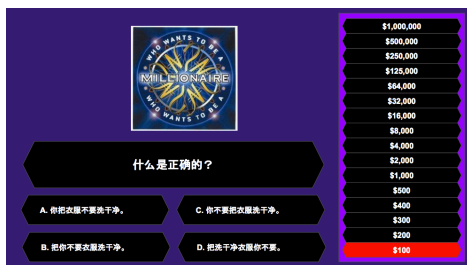 WHO WANTS TO BE A
MILLIONAIRE
WHO WANTS TO BE A
什么是正确的？
A. 你把衣服不要洗干净。
C. 你不要把衣服洗干净。
B. 把你不要衣服洗干净。
D. 把洗干净衣服你不要。
$1,000,000
$500,000
$250,000
$125,000
$64,000
$32,000
$16,000
$8,000
$4,000
$2,000
$1,000
$500
$400
$300
$200
$100